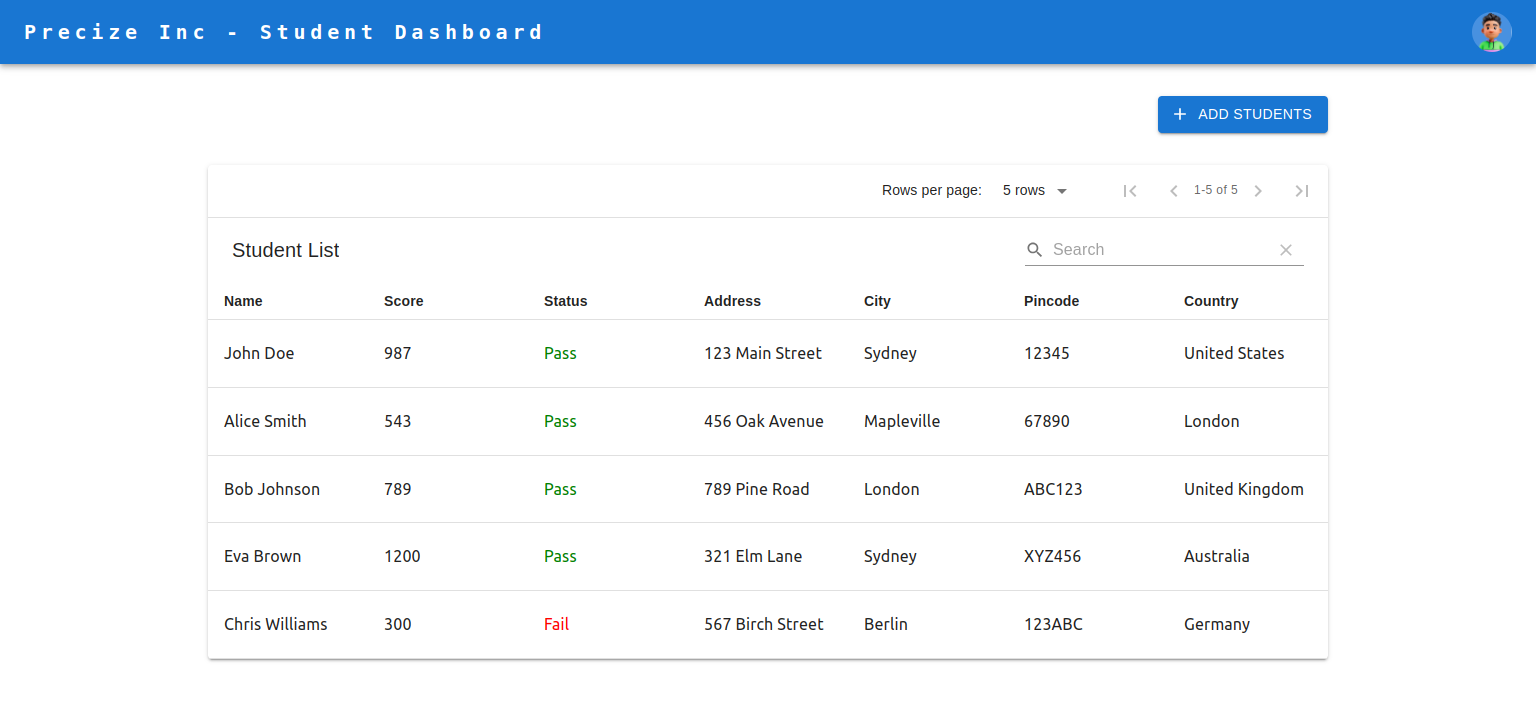 Precize Inc - Student Dashboard
ADD STUDENTS
Rows per page: 5 rows 1-5 of 5
Student List Search
Name Score Status Address City Pincode Country
John Doe 987 Pass 123 Main Street Sydney 12345 United States
Alice Smith 543 Pass 456 Oak Avenue Mapleville 67890 London
Bob Johnson 789 Pass 789 Pine Road London ABC123 United Kingdom
Eva Brown 1200 Pass 321 Elm Lane Sydney XYZ456 Australia
Chris Williams 300 Fail 567 Birch Street Berlin 123ABC Germany